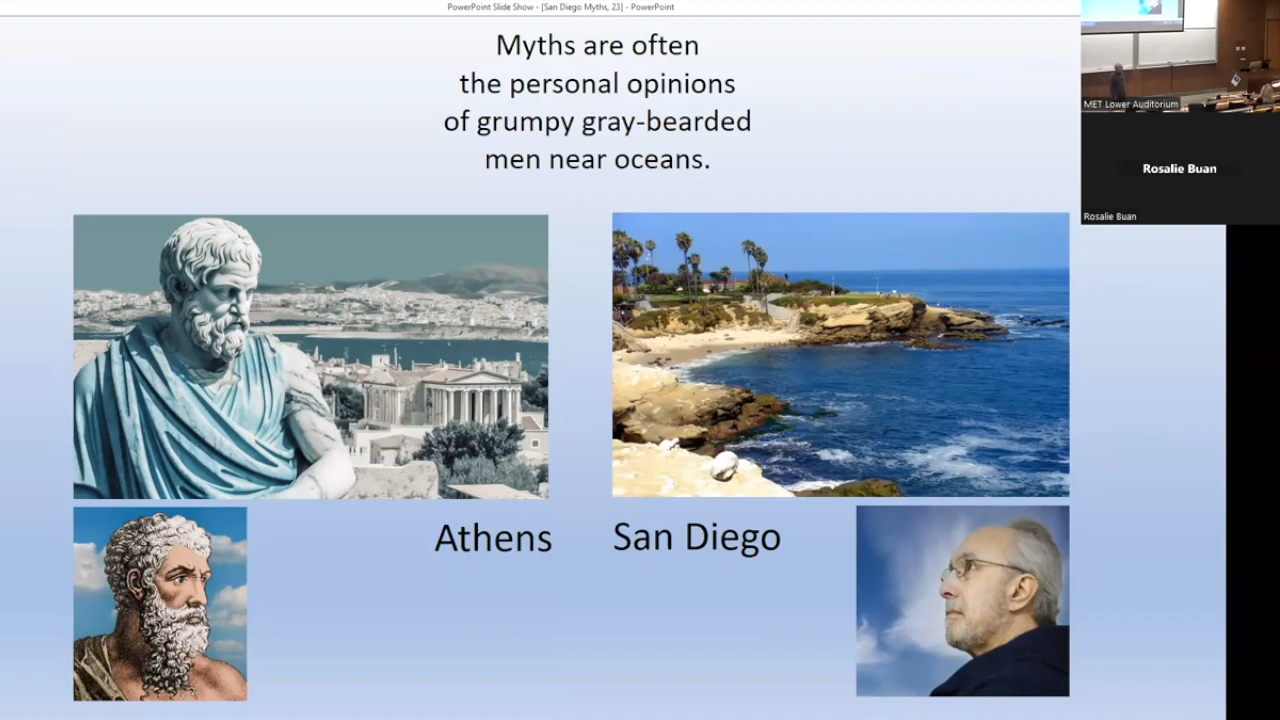 PowerPoint Slide Show - [San Diego Myths, 23] - PowerPoint
Myths are often
the personal opinions
of grumpy gray-bearded
men near oceans.
MET Lower Auditorium
Rosalie Buan
Rosalie Buan
Athens
San Diego